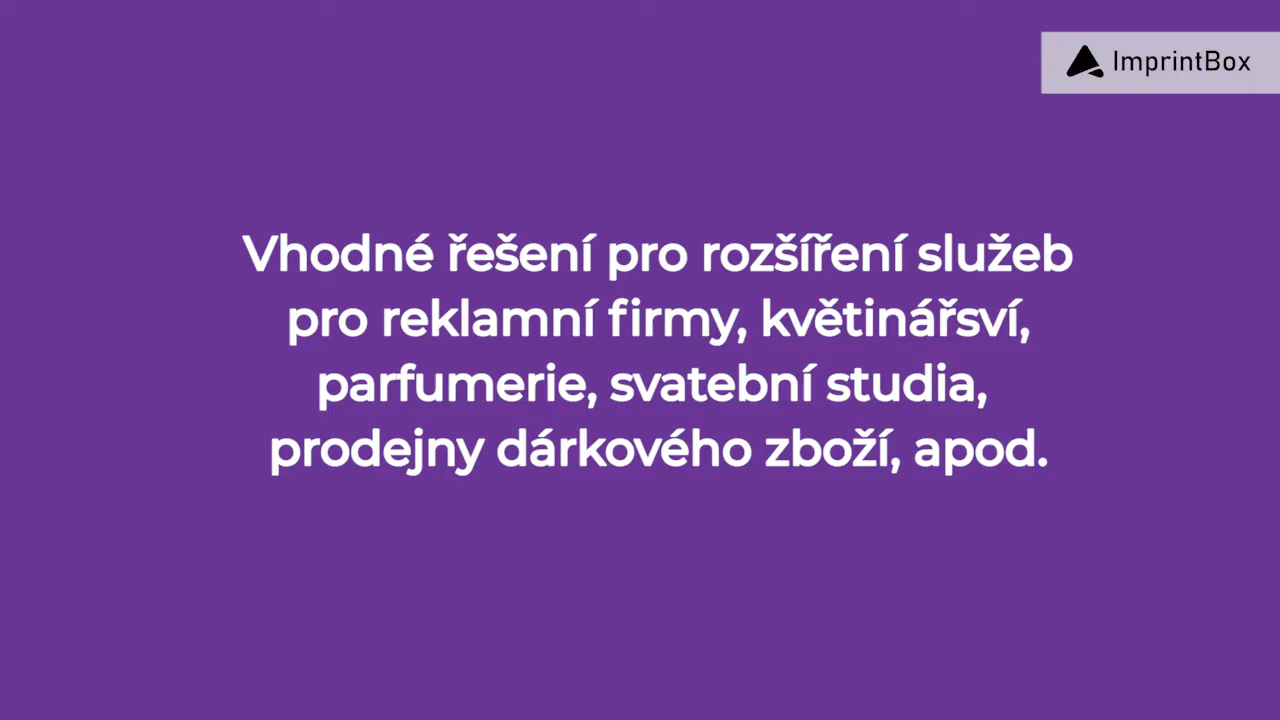 ImprintBox
Vhodné řešení pro rozšíření služeb
pro reklamní firmy, květinářsví,
parfumerie, svatební studia,
prodejny dárkového zboží, apod.